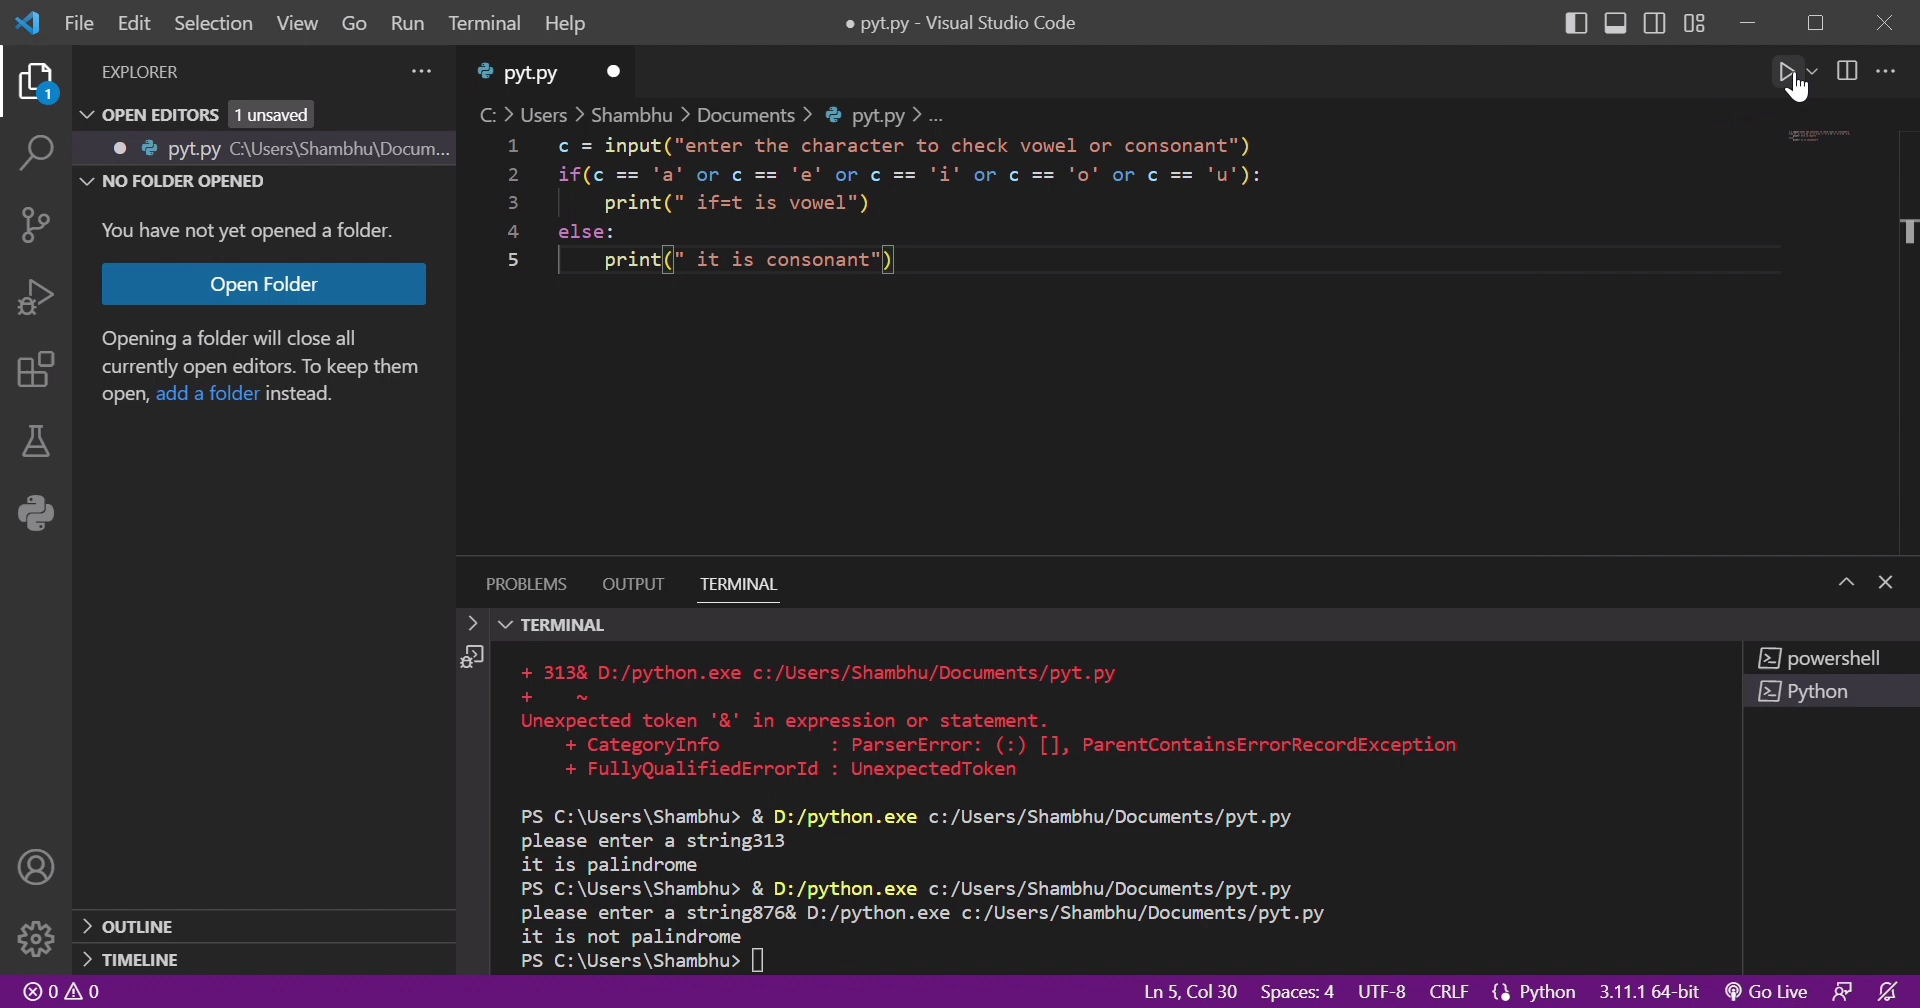 File Edit Selection View Go Run Terminal Help
● pyt.py - Visual Studio Code
EXPLORER
1
OPEN EDITORS 1 unsaved
● pyt.py C:\Users\Shambhu\Docum...
NO FOLDER OPENED
You have not yet opened a folder.
Open Folder
Opening a folder will close all
currently open editors. To keep them
open, add a folder instead.
OUTLINE
TIMELINE
pyt.py ●
C: > Users > Shambhu > Documents > pyt.py > ...
1 c = input("enter the character to check vowel or consonant")
2 if(c == 'a' or c == 'e' or c == 'i' or c == 'o' or c == 'u'):
3 print(" if=t is vowel")
4 else:
5 print(" it is consonant")
PROBLEMS OUTPUT TERMINAL
TERMINAL
+ 313& D:/python.exe c:/Users/Shambhu/Documents/pyt.py
+ ~
Unexpected token '&' in expression or statement.
+ CategoryInfo : ParserError: (:) [], ParentContainsErrorRecordException
+ FullyQualifiedErrorId : UnexpectedToken
PS C:\Users\Shambhu> & D:/python.exe c:/Users/Shambhu/Documents/pyt.py
please enter a string313
it is palindrome
PS C:\Users\Shambhu> & D:/python.exe c:/Users/Shambhu/Documents/pyt.py
please enter a string876& D:/python.exe c:/Users/Shambhu/Documents/pyt.py
it is not palindrome
PS C:\Users\Shambhu>
powershell
Python
0 0
Ln 5, Col 30 Spaces: 4 UTF-8 CRLF Python 3.11.1 64-bit Go Live